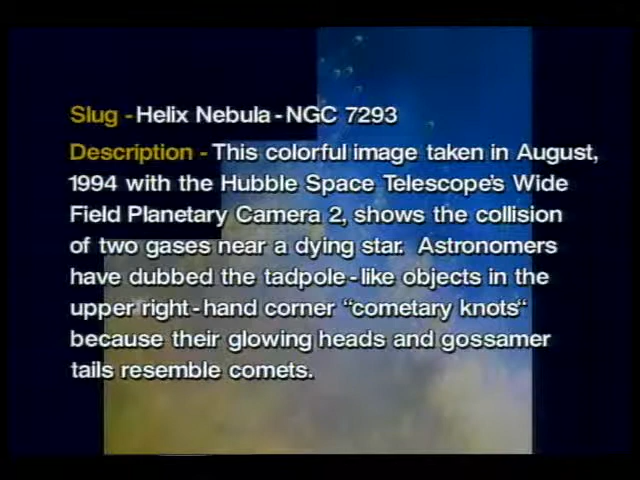 Slug - Helix Nebula - NGC 7293
Description - This colorful image taken in August,
1994 with the Hubble Space Telescope's Wide
Field Planetary Camera 2, shows the collision
of two gases near a dying star. Astronomers
have dubbed the tadpole - like objects in the
upper right - hand corner "cometary knots"
because their glowing heads and gossamer
tails resemble comets.